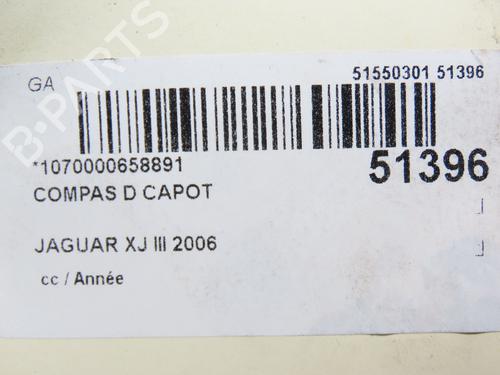 GA
51550301 51396
*1070000658891
51396
COMPAS D CAPOT
JAGUAR XJ III 2006
cc / Année
B-PARTS